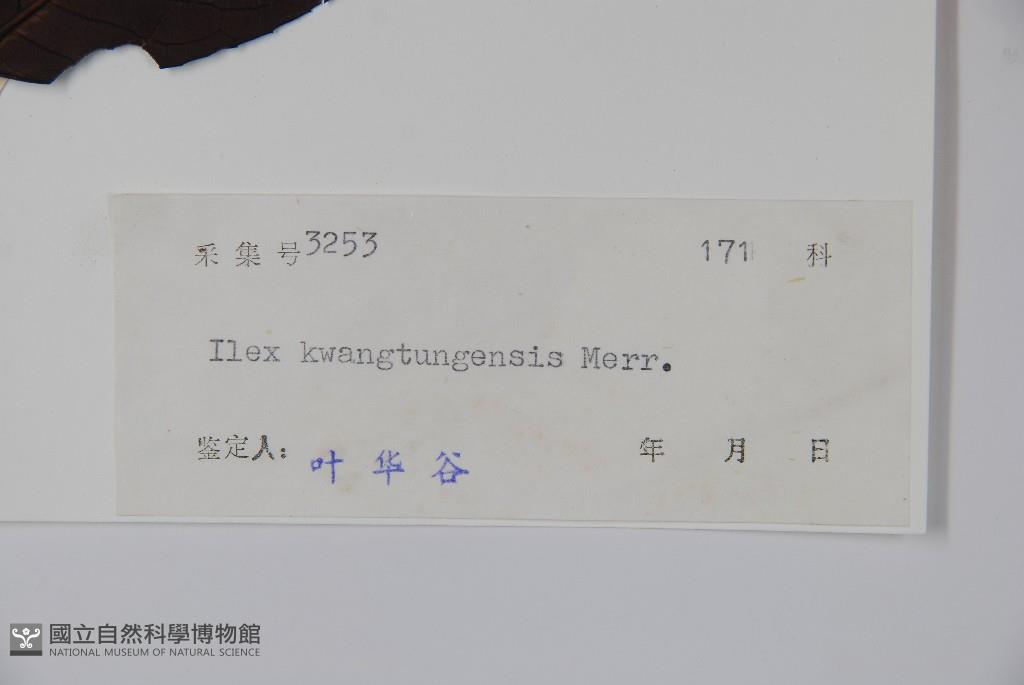 采集号3253 171 科
Ilex kwangtungensis Merr.
鉴定人: 叶华谷 年 月 日
國立自然科學博物館
NATIONAL MUSEUM OF NATURAL SCIENCE